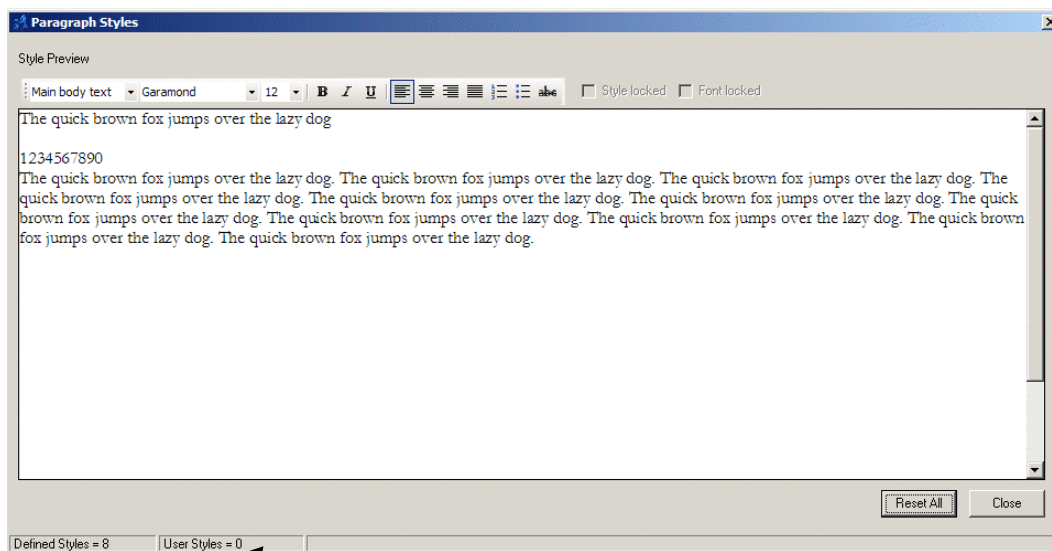 Paragraph Styles
Style Preview
Main body text Garamond 12 B I U abc Style locked Font locked
The quick brown fox jumps over the lazy dog
1234567890
The quick brown fox jumps over the lazy dog. The quick brown fox jumps over the lazy dog. The quick brown fox jumps over the lazy dog. The
quick brown fox jumps over the lazy dog. The quick brown fox jumps over the lazy dog. The quick brown fox jumps over the lazy dog. The quick
brown fox jumps over the lazy dog. The quick brown fox jumps over the lazy dog. The quick brown fox jumps over the lazy dog. The quick brown
fox jumps over the lazy dog. The quick brown fox jumps over the lazy dog.
Reset All Close
Defined Styles = 8 User Styles = 0